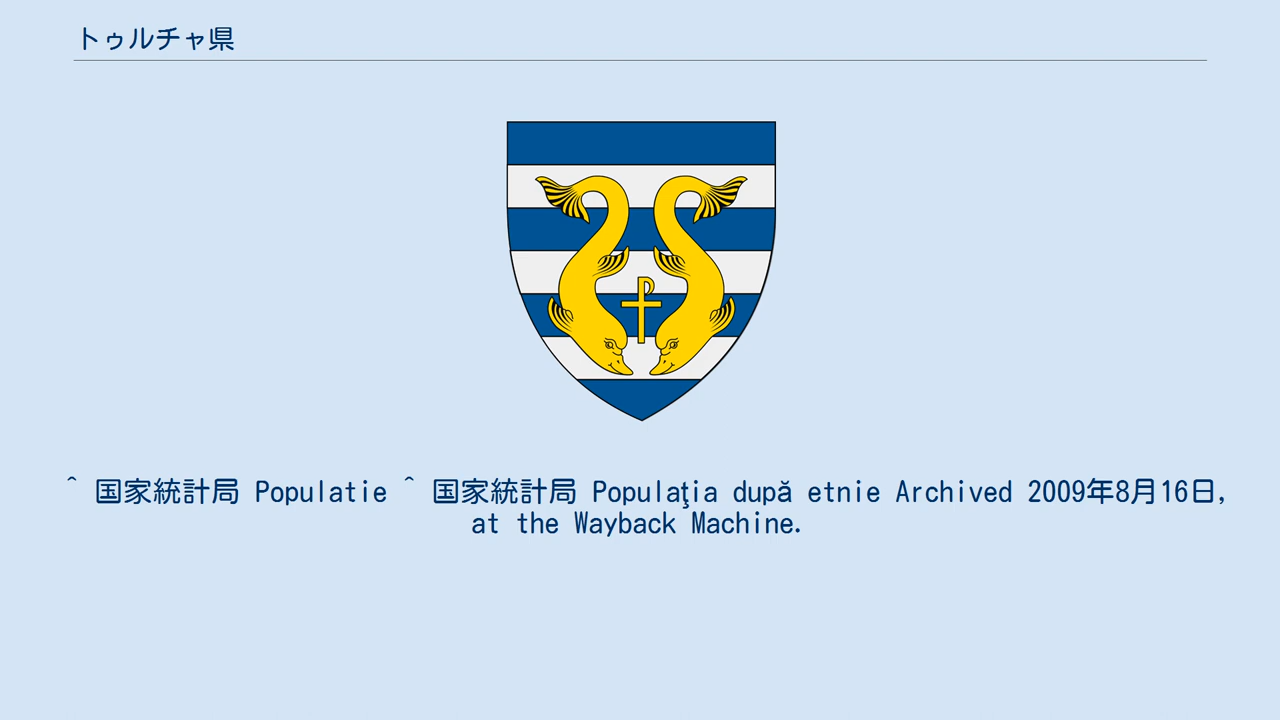 トゥルチャ県
^ 国家統計局 Populatie ^ 国家統計局 Populaţia după etnie Archived 2009年8月16日,
at the Wayback Machine.